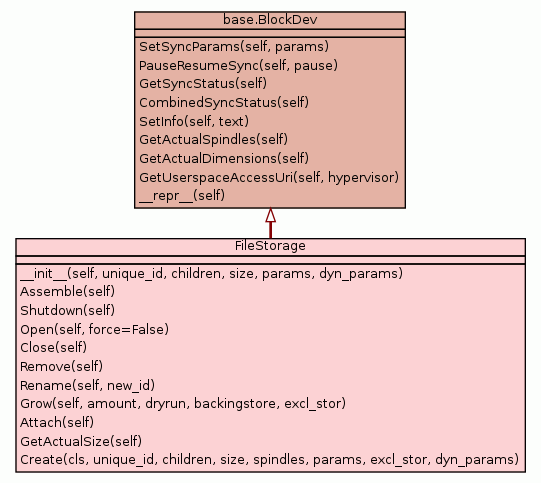 base.BlockDev
SetSyncParams(self, params)
PauseResumeSync(self, pause)
GetSyncStatus(self)
CombinedSyncStatus(self)
SetInfo(self, text)
GetActualSpindles(self)
GetActualDimensions(self)
GetUserspaceAccessUri(self, hypervisor)
__repr__(self)
FileStorage
__init__(self, unique_id, children, size, params, dyn_params)
Assemble(self)
Shutdown(self)
Open(self, force=False)
Close(self)
Remove(self)
Rename(self, new_id)
Grow(self, amount, dryrun, backingstore, excl_stor)
Attach(self)
GetActualSize(self)
Create(cls, unique_id, children, size, spindles, params, excl_stor, dyn_params)